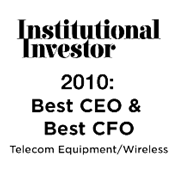 Institutional
Investor
2010:
Best CEO &
Best CFO
Telecom Equipment/Wireless